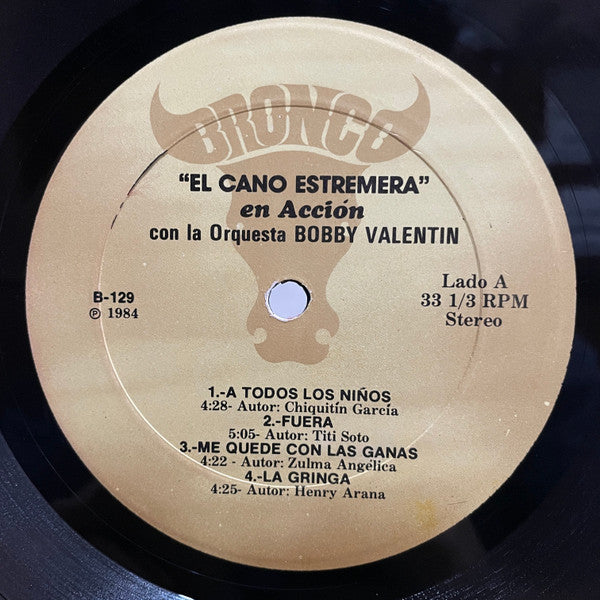 BRONCO
"EL CANO ESTREMERA"
en Acción
con la Orquesta BOBBY VALENTIN
B-129
℗ 1984
Lado A
33 1/3 RPM
Stereo
1.-A TODOS LOS NIÑOS
4:28- Autor: Chiquitín García
2.-FUERA
5:05- Autor: Titi Soto
3.-ME QUEDE CON LAS GANAS
4:22 - Autor: Zulma Angélica
4.-LA GRINGA
4:25- Autor: Henry Arana